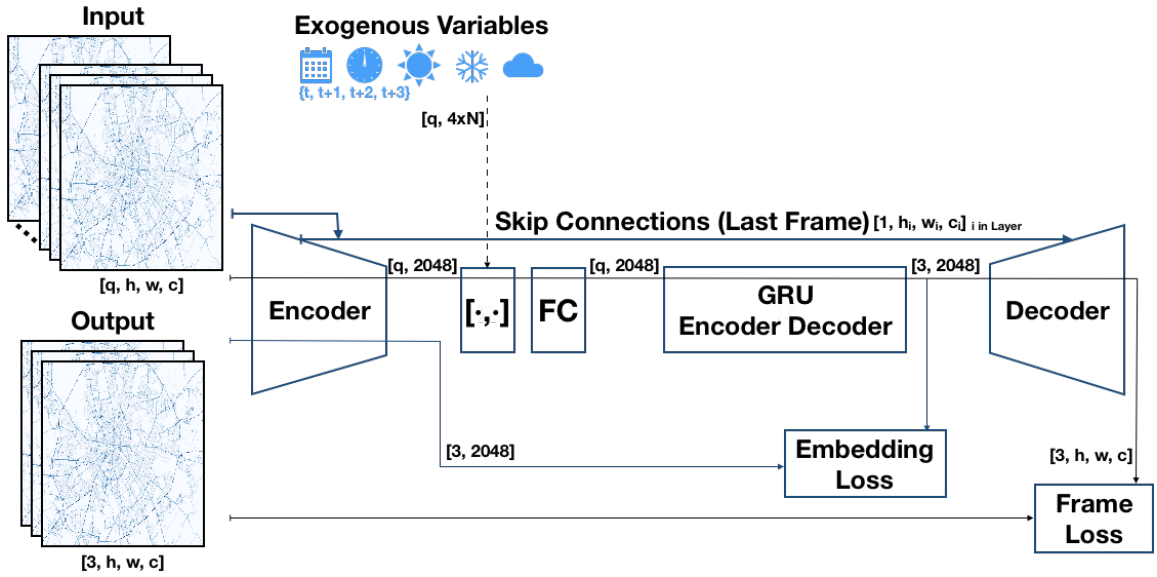 Input
Exogenous Variables
{t, t+1, t+2, t+3}
[q, 4xN]
Skip Connections (Last Frame) [1, hᵢ, wᵢ, cᵢ] i in Layer
[q, h, w, c]
[q, 2048]
[q, 2048]
[3, 2048]
Encoder
[·,·]
FC
GRU
Encoder Decoder
Decoder
Output
[3, 2048]
Embedding
Loss
[3, h, w, c]
Frame
Loss
[3, h, w, c]